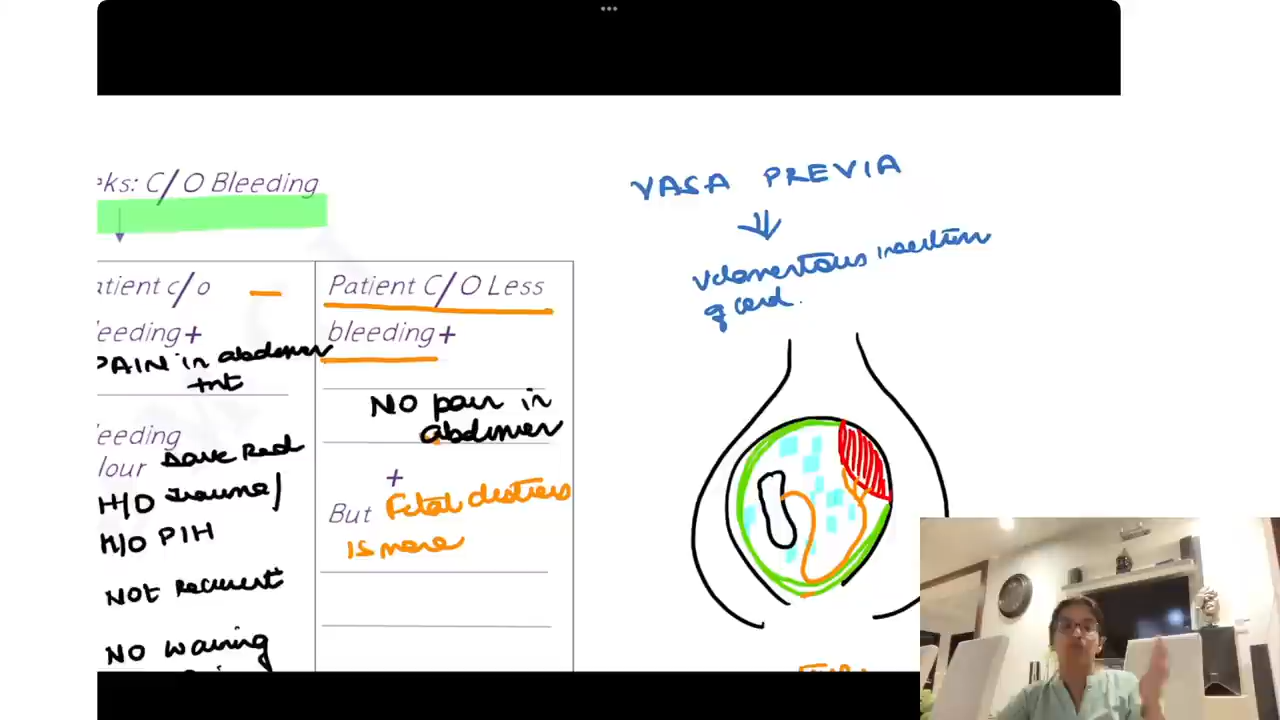 eks: C/O Bleeding
atient c/o
leeding+
PAIN in abdomen
+nt
leeding
lour Dark Red
H/O Trauma/
H/O PIH
NOT Recurrent
NO warning
Patient C/O Less
bleeding+
NO pain in
abdomen
+
But Fetal distress
is more
VASA PREVIA
Velamentous insertion
of cord.